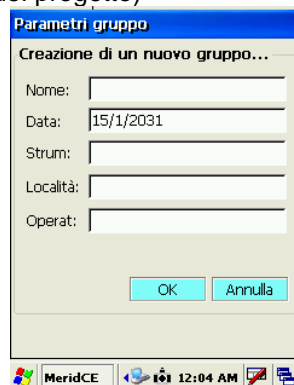 del progetto)
Parametri gruppo
Creazione di un nuovo gruppo...
Nome:
Data: 15/1/2031
Strum:
Località:
Operat:
OK Annulla
MeridCE 12:04 AM